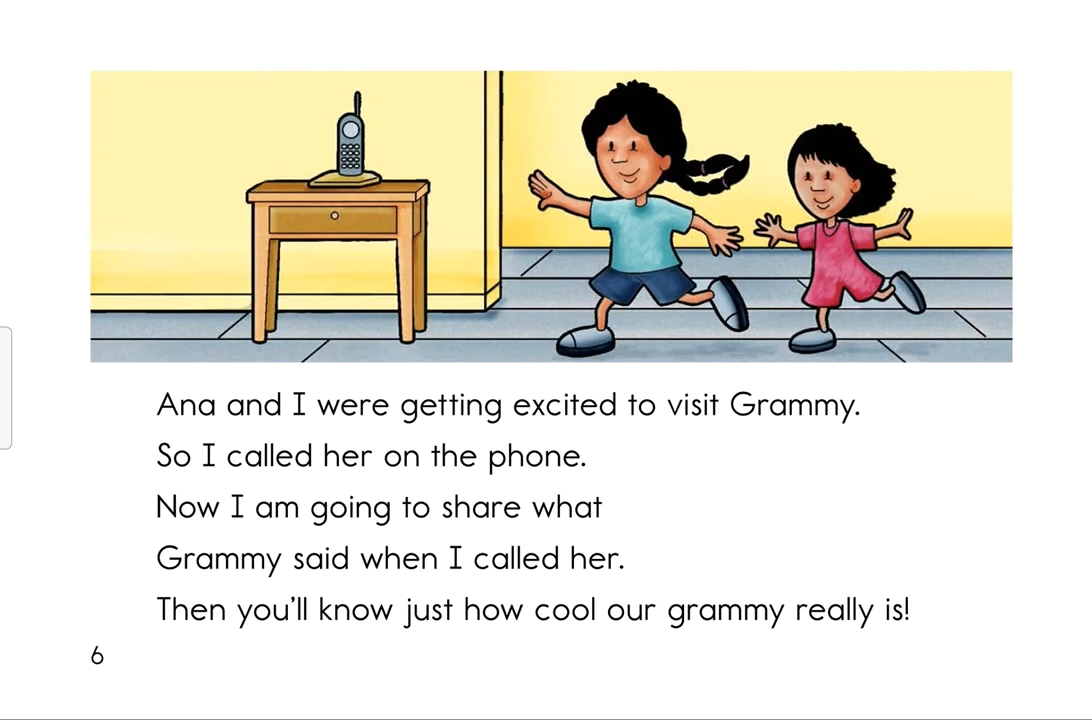 Ana and I were getting excited to visit Grammy.
So I called her on the phone.
Now I am going to share what
Grammy said when I called her.
Then you'll know just how cool our grammy really is!
6